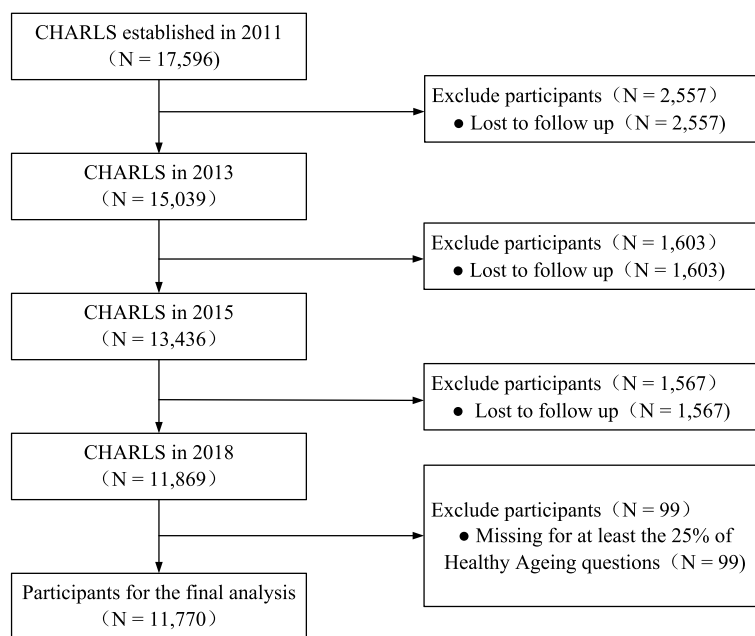 CHARLS established in 2011
（N = 17,596)
Exclude participants（N = 2,557）
● Lost to follow up（N = 2,557)
CHARLS in 2013
（N = 15,039）
Exclude participants（N = 1,603）
● Lost to follow up（N = 1,603)
CHARLS in 2015
（N = 13,436）
Exclude participants（N = 1,567）
● Lost to follow up（N = 1,567)
CHARLS in 2018
（N = 11,869）
Exclude participants（N = 99）
● Missing for at least the 25% of
Healthy Ageing questions（N = 99)
Participants for the final analysis
（N = 11,770）